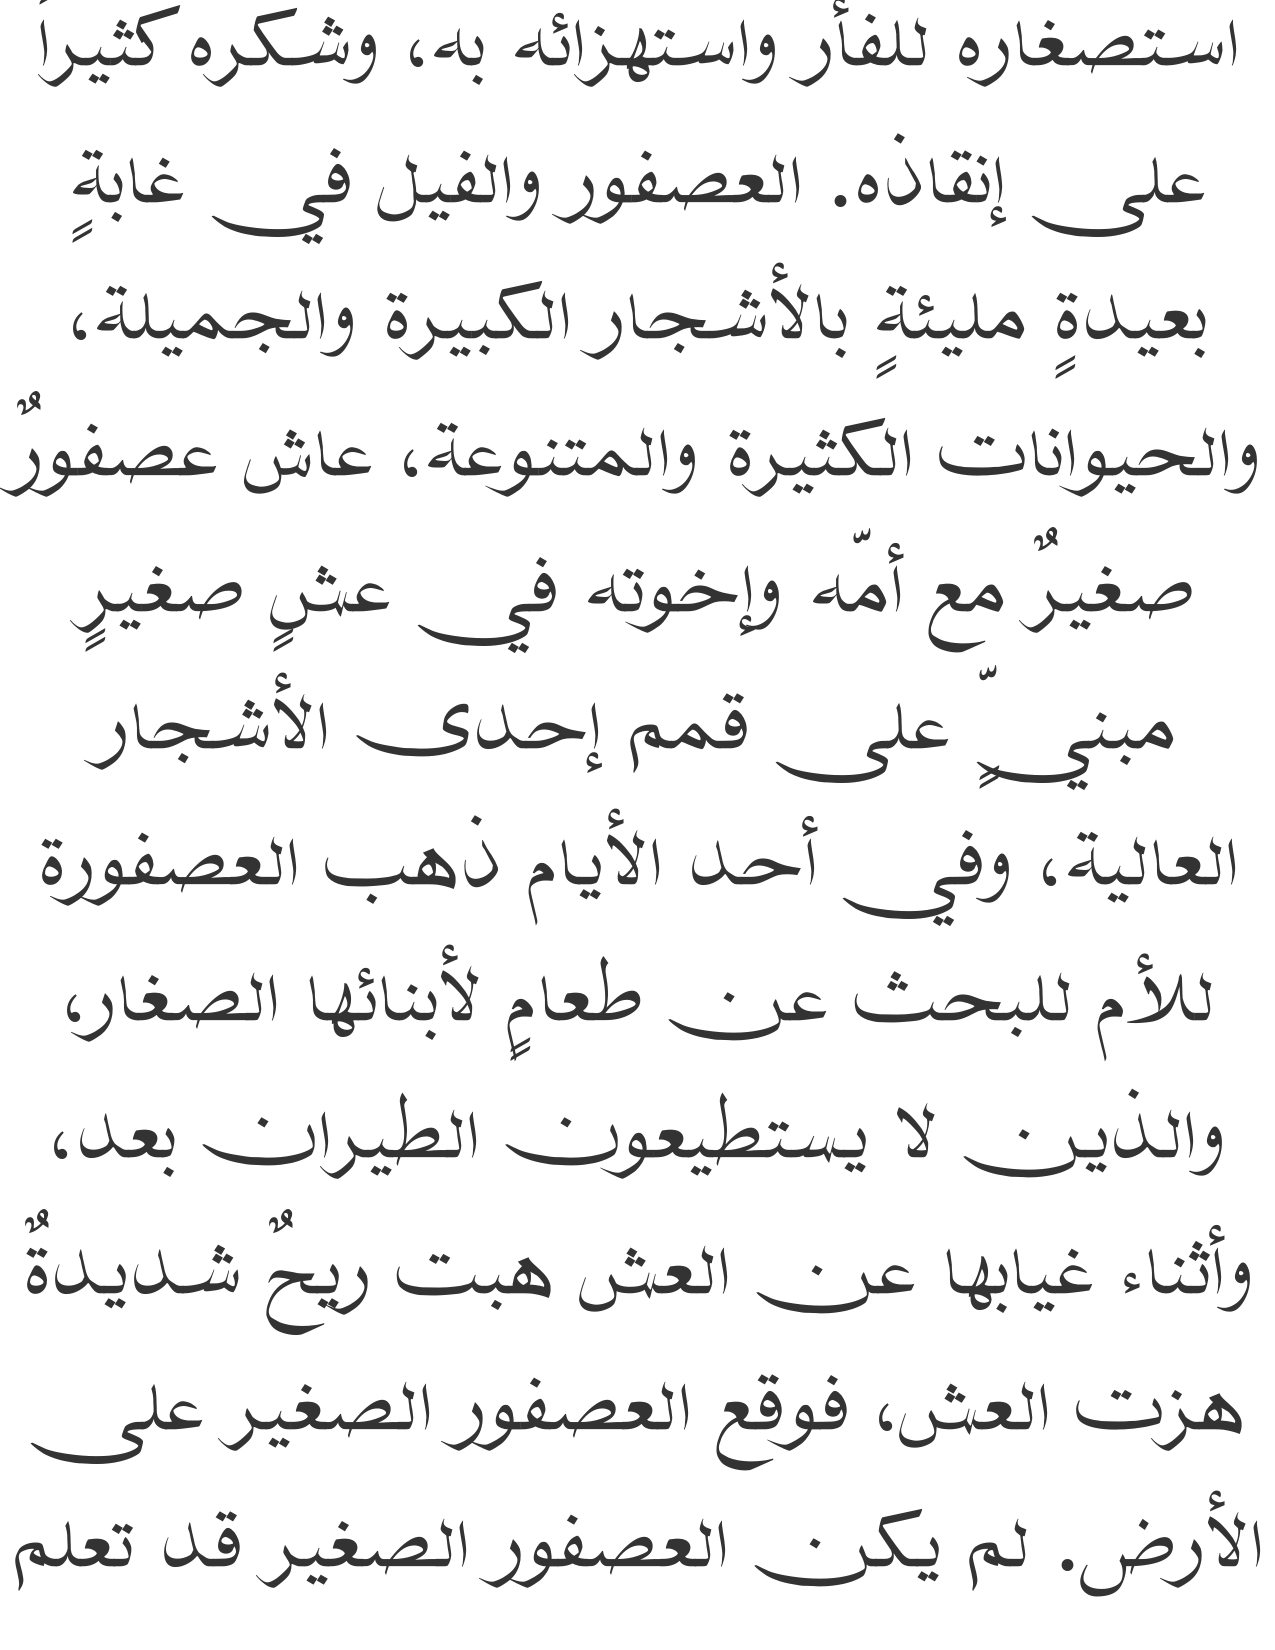 استصغاره للفأر واستهزائه به، وشكره كثيراً
على إنقاذه. العصفور والفيل في غابةٍ
بعيدةٍ مليئةٍ بالأشجار الكبيرة والجميلة،
والحيوانات الكثيرة والمتنوعة، عاش عصفورٌ
صغيرٌ مع أمّه وإخوته في عشٍ صغيرٍ
مبنيٍّ على قمم إحدى الأشجار
العالية، وفي أحد الأيام ذهب العصفورة
للأم للبحث عن طعامٍ لأبنائها الصغار،
والذين لا يستطيعون الطيران بعد،
وأثناء غيابها عن العش هبت ريحٌ شديدةٌ
هزت العش، فوقع العصفور الصغير على
الأرض. لم يكن العصفور الصغير قد تعلم